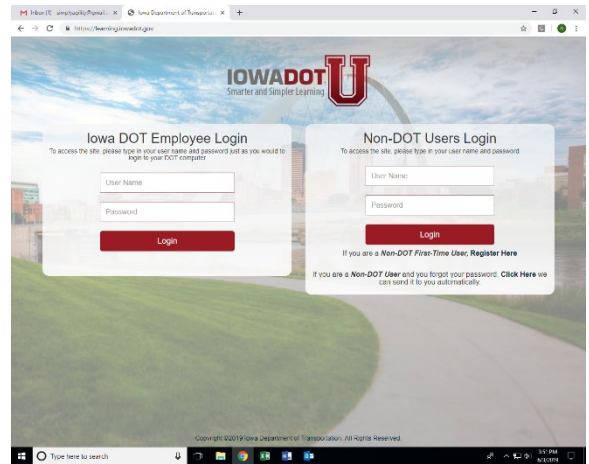 Iowa Department of Transportat
https://learning.iowadot.gov
IOWADOT U
Smarter and Simpler Learning
Iowa DOT Employee Login
To access the site, please type in your user name and password just as you would to
login to your DOT computer
User Name
Password
Login
Non-DOT Users Login
To access the site, please type in your user name and password
User Name
Password
Login
If you are a Non-DOT First-Time User, Register Here
If you are a Non-DOT User and you forgot your password, Click Here we
can send it to you automatically.
Copyright ©2019 Iowa Department of Transportation. All Rights Reserved.
Type here to search
3:51 PM